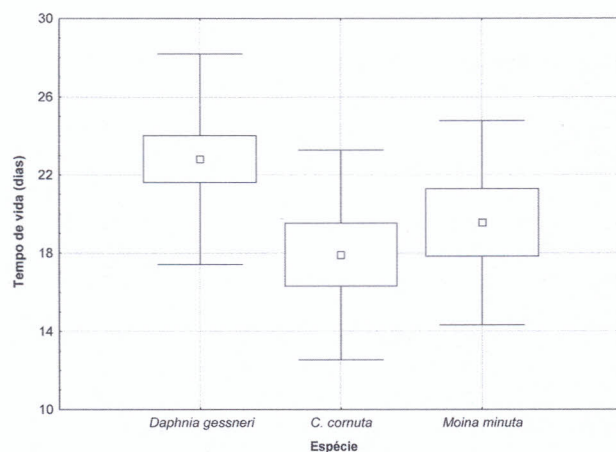 30
26
22
18
14
10
Tempo de vida (dias)
Daphnia gessneri
C. cornuta
Moina minuta
Espécie